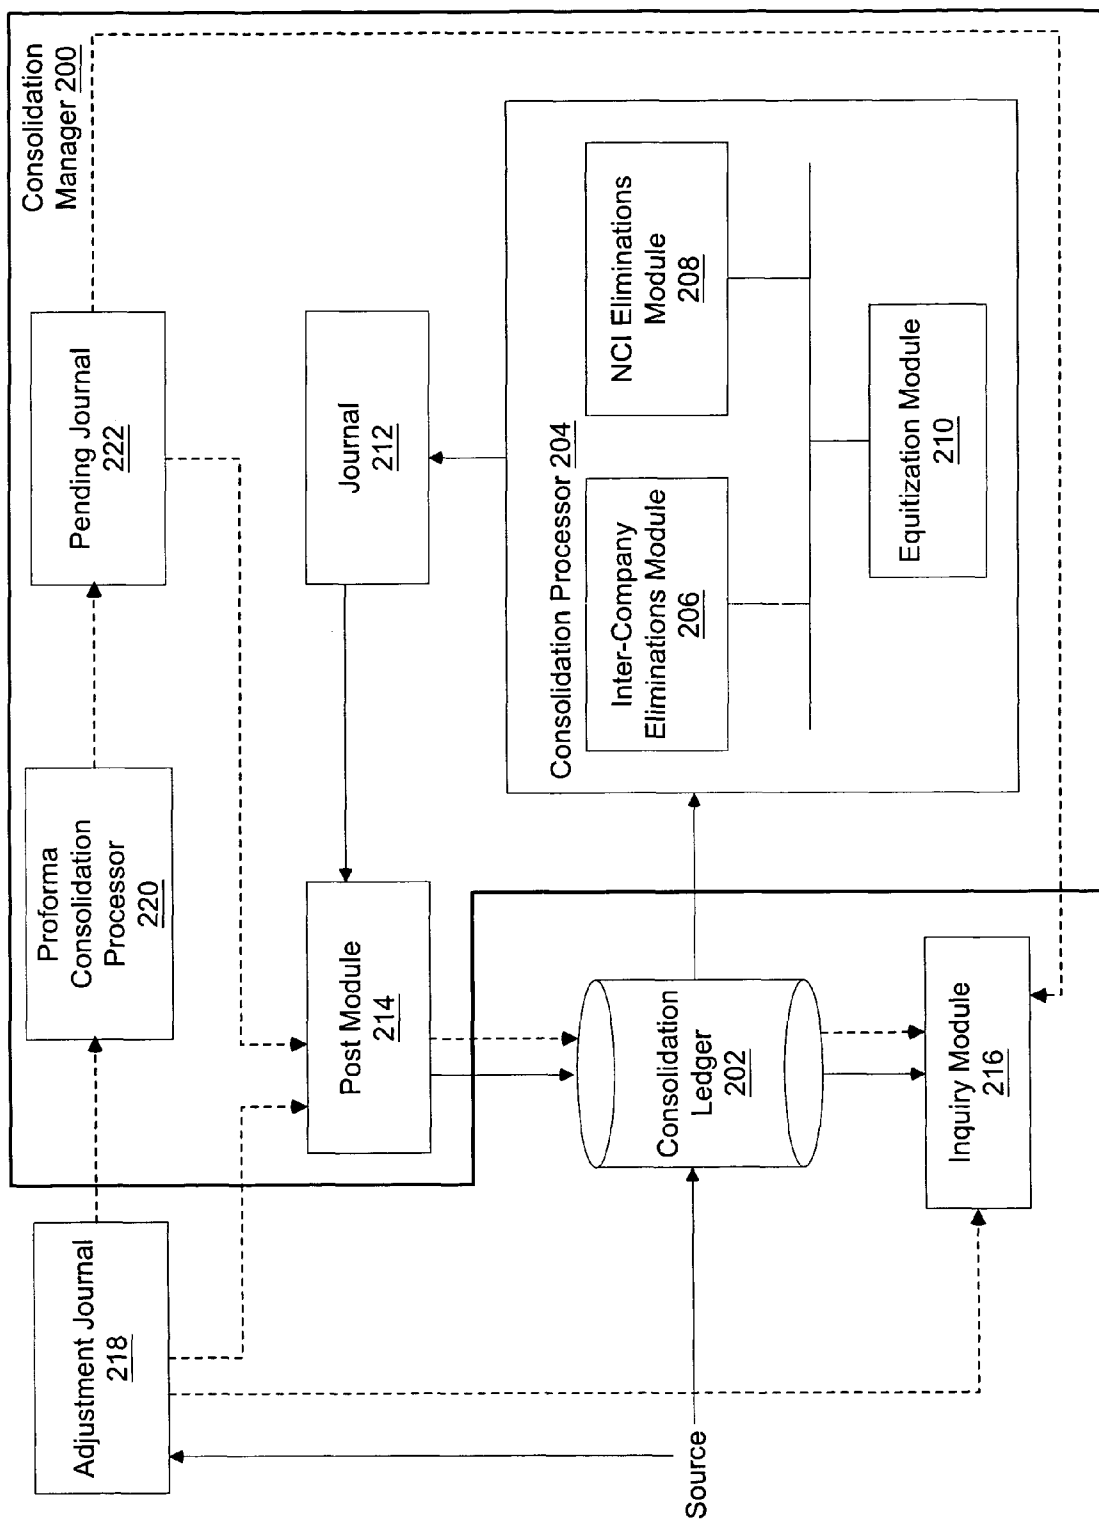 Consolidation
Manager 200
Adjustment Journal
218
Proforma
Consolidation
Processor
220
Pending Journal
222
Post Module
214
Journal
212
Source
Consolidation
Ledger
202
Consolidation Processor 204
Inter-Company
Eliminations Module
206
NCI Eliminations
Module
208
Equitization Module
210
Inquiry Module
216